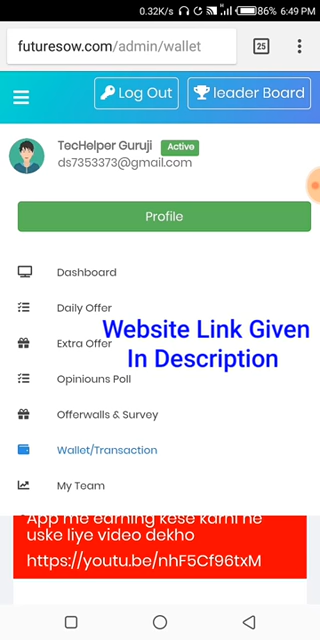 0.32K/s 86% 6:49 PM
futuresow.com/admin/wallet
25
Log Out
leader Board
TecHelper Guruji Active
ds7353373@gmail.com
Profile
Dashboard
Daily Offer
Website Link Given
Extra Offer
In Description
Opiniouns Poll
Offerwalls & Survey
Wallet/Transaction
My Team
App me earning kese karni he
uske liye video dekho
https://youtu.be/nhF5Cf96txM